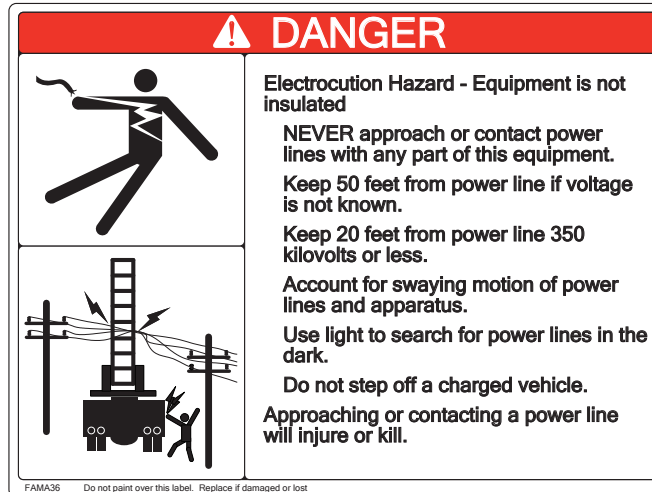 DANGER
Electrocution Hazard - Equipment is not
insulated
NEVER approach or contact power
lines with any part of this equipment.
Keep 50 feet from power line if voltage
is not known.
Keep 20 feet from power line 350
kilovolts or less.
Account for swaying motion of power
lines and apparatus.
Use light to search for power lines in the
dark.
Do not step off a charged vehicle.
Approaching or contacting a power line
will injure or kill.
FAMA36 Do not paint over this label. Replace if damaged or lost